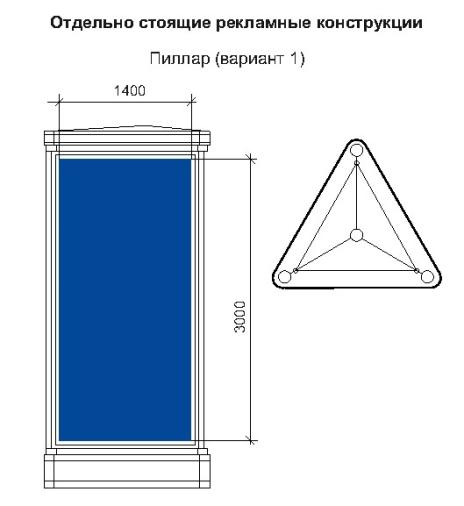 Отдельно стоящие рекламные конструкции
Пиллар (вариант 1)
1400
3000